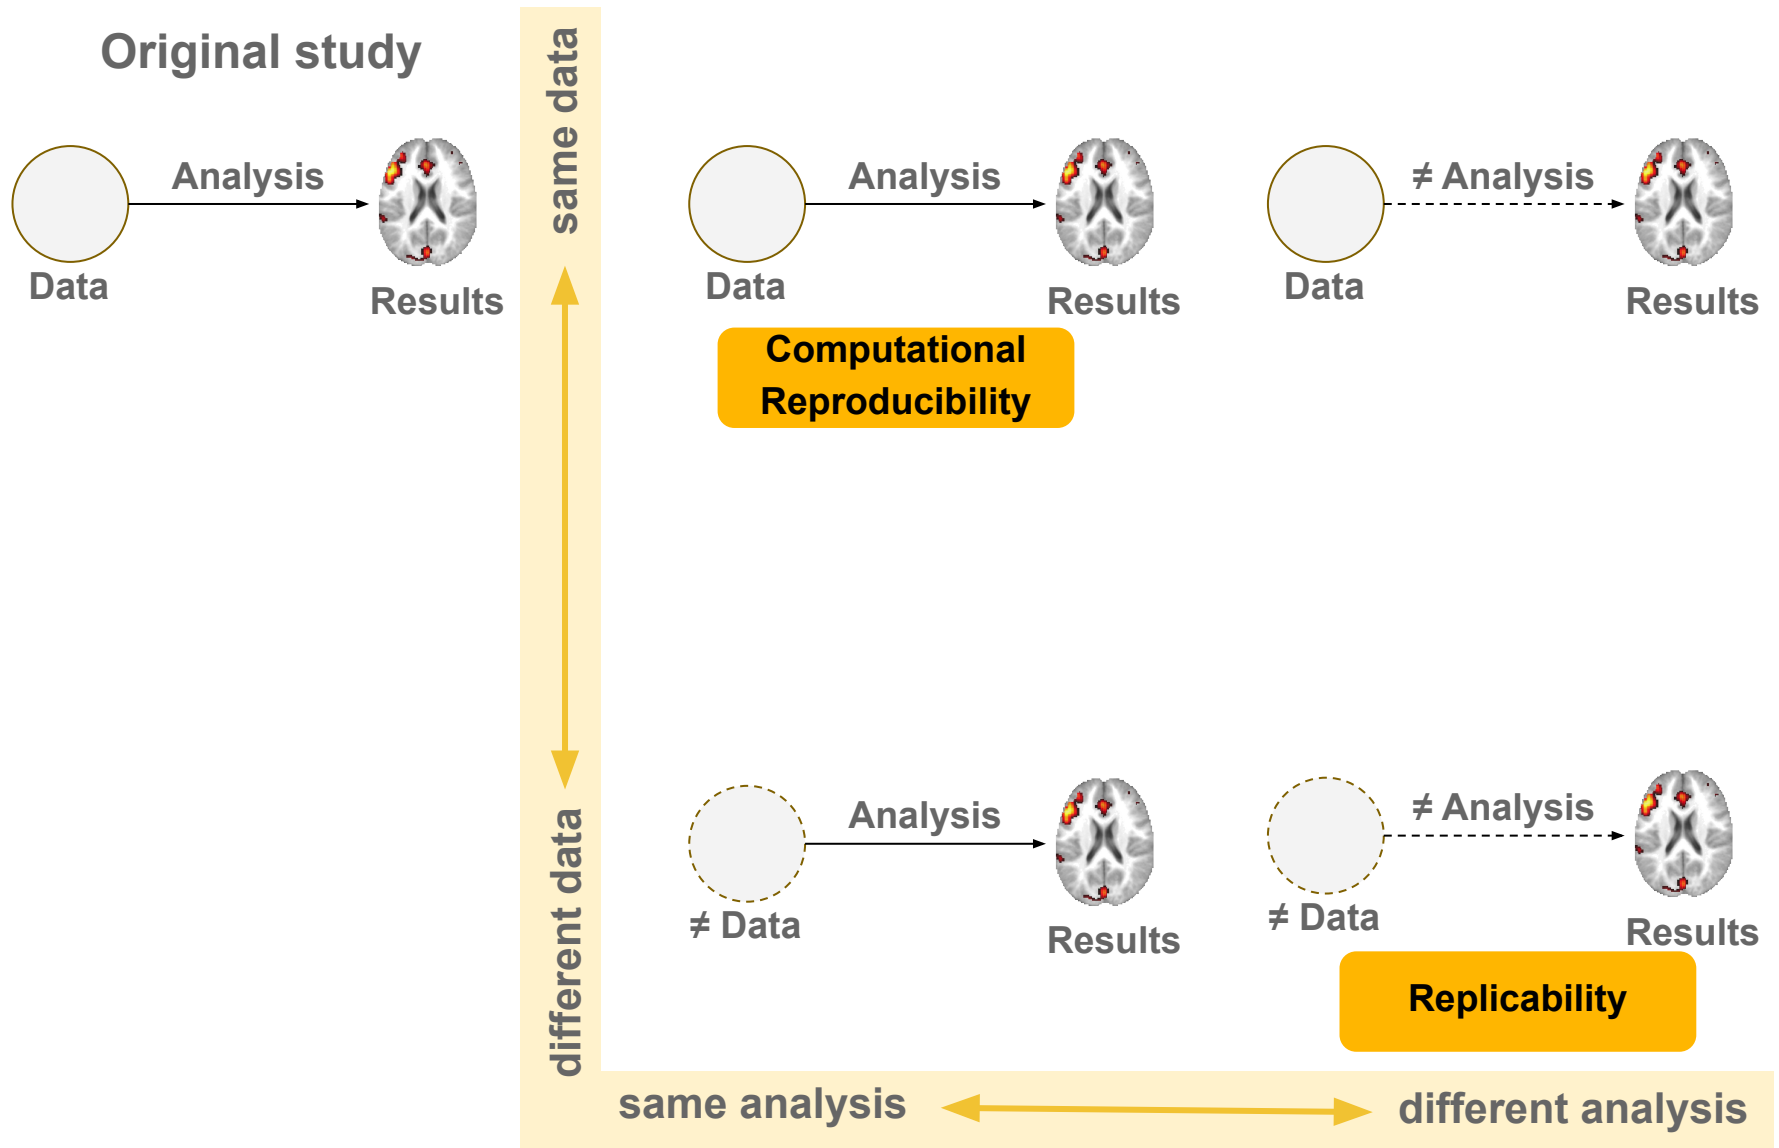 Original study
same data
Analysis
Data
Results
Analysis
Data
Results
≠ Analysis
Data
Results
Computational
Reproducibility
different data
Analysis
≠ Data
Results
≠ Analysis
≠ Data
Results
Replicability
same analysis
different analysis